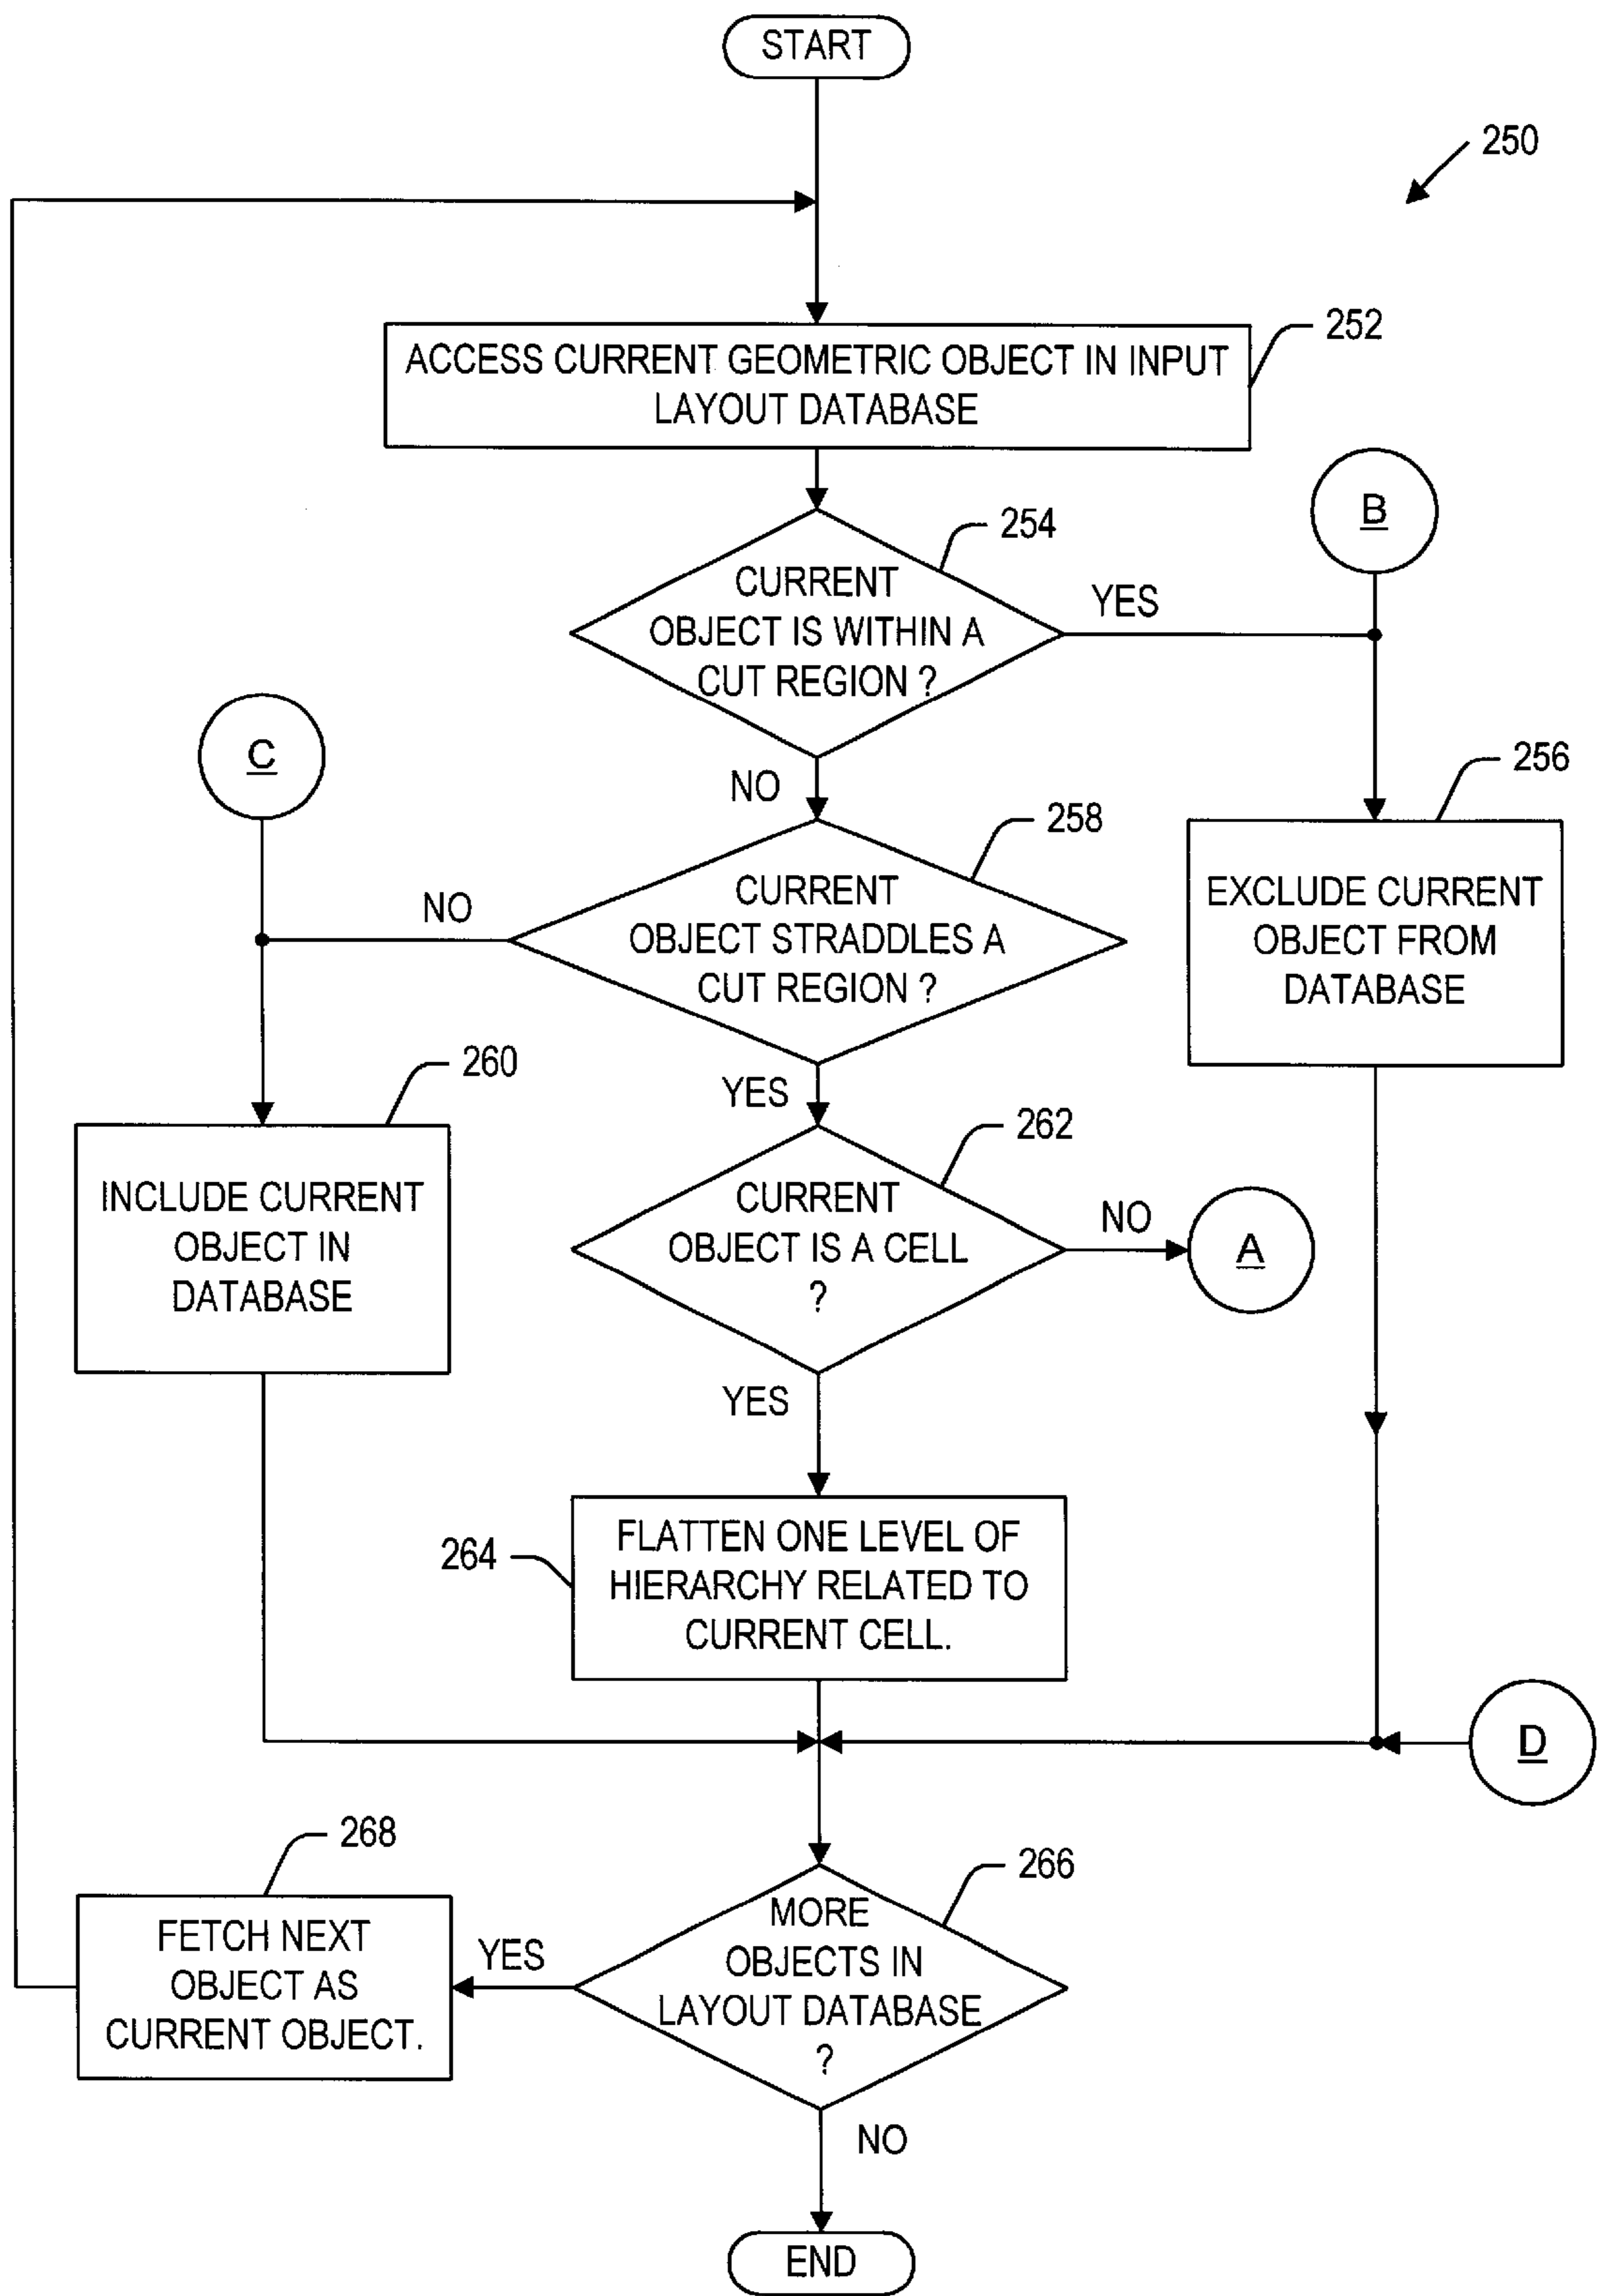 START
250
252
ACCESS CURRENT GEOMETRIC OBJECT IN INPUT
LAYOUT DATABASE
B
254
CURRENT
OBJECT IS WITHIN A
CUT REGION ?
YES
C
NO
256
258
CURRENT
OBJECT STRADDLES A
CUT REGION ?
NO
EXCLUDE CURRENT
OBJECT FROM
DATABASE
260
YES
262
INCLUDE CURRENT
OBJECT IN
DATABASE
CURRENT
OBJECT IS A CELL
?
NO
A
YES
264
FLATTEN ONE LEVEL OF
HIERARCHY RELATED TO
CURRENT CELL.
D
268
266
FETCH NEXT
OBJECT AS
CURRENT OBJECT.
YES
MORE
OBJECTS IN
LAYOUT DATABASE
?
NO
END